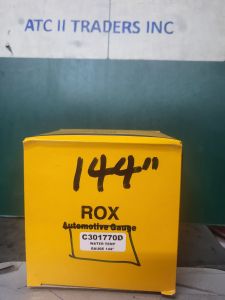 ATC II TRADERS INC
144"
ROX
Automotive Gauge
C301770D
WATER TEMP
GAUGE 144"